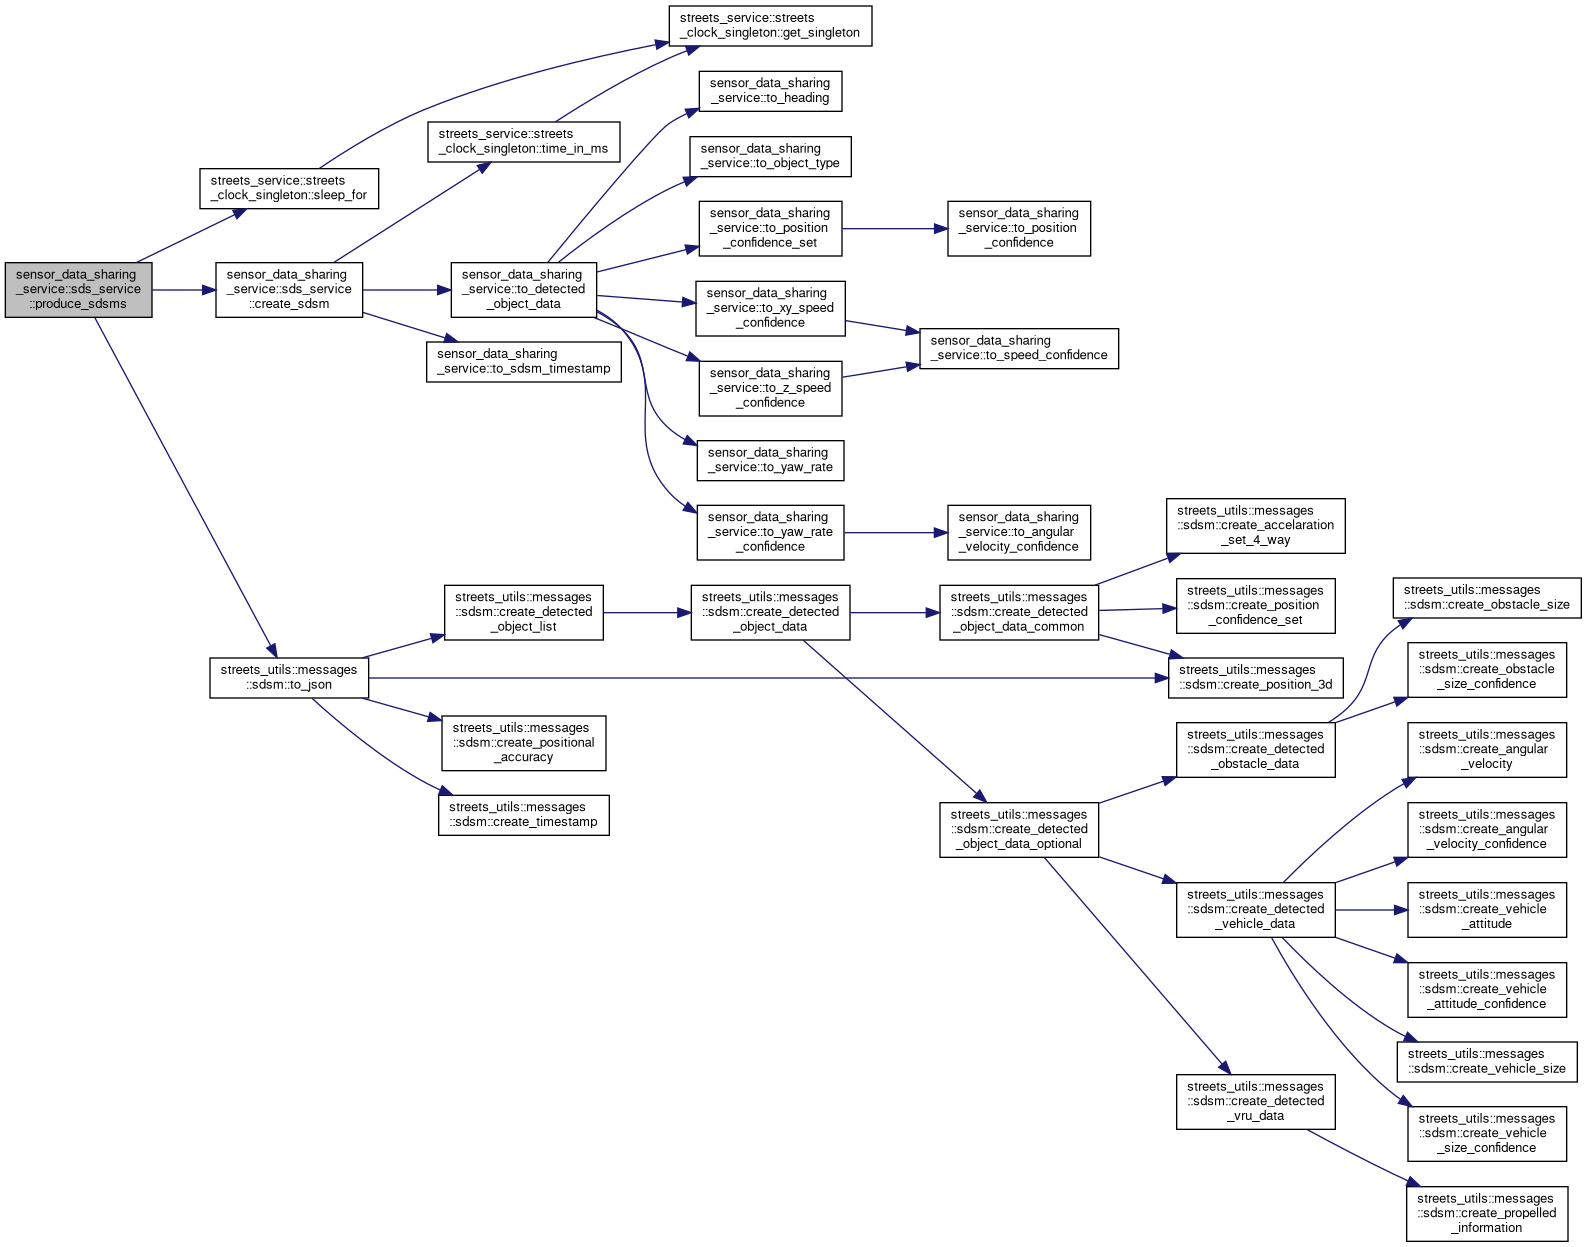 streets_service::streets
_clock_singleton::get_singleton
sensor_data_sharing
_service::to_heading
streets_service::streets
_clock_singleton::time_in_ms
sensor_data_sharing
_service::to_object_type
streets_service::streets
_clock_singleton::sleep_for
sensor_data_sharing
_service::to_position
_confidence_set
sensor_data_sharing
_service::to_position
_confidence
sensor_data_sharing
_service::sds_service
::produce_sdsms
sensor_data_sharing
_service::sds_service
::create_sdsm
sensor_data_sharing
_service::to_detected
_object_data
sensor_data_sharing
_service::to_xy_speed
_confidence
sensor_data_sharing
_service::to_speed_confidence
sensor_data_sharing
_service::to_sdsm_timestamp
sensor_data_sharing
_service::to_z_speed
_confidence
sensor_data_sharing
_service::to_yaw_rate
sensor_data_sharing
_service::to_yaw_rate
_confidence
sensor_data_sharing
_service::to_angular
_velocity_confidence
streets_utils::messages
::sdsm::create_accelaration
_set_4_way
streets_utils::messages
::sdsm::create_detected
_object_list
streets_utils::messages
::sdsm::create_detected
_object_data
streets_utils::messages
::sdsm::create_detected
_object_data_common
streets_utils::messages
::sdsm::create_position
_confidence_set
streets_utils::messages
::sdsm::create_obstacle_size
streets_utils::messages
::sdsm::to_json
streets_utils::messages
::sdsm::create_position_3d
streets_utils::messages
::sdsm::create_obstacle
_size_confidence
streets_utils::messages
::sdsm::create_positional
_accuracy
streets_utils::messages
::sdsm::create_detected
_obstacle_data
streets_utils::messages
::sdsm::create_angular
_velocity
streets_utils::messages
::sdsm::create_timestamp
streets_utils::messages
::sdsm::create_detected
_object_data_optional
streets_utils::messages
::sdsm::create_angular
_velocity_confidence
streets_utils::messages
::sdsm::create_detected
_vehicle_data
streets_utils::messages
::sdsm::create_vehicle
_attitude
streets_utils::messages
::sdsm::create_vehicle
_attitude_confidence
streets_utils::messages
::sdsm::create_vehicle_size
streets_utils::messages
::sdsm::create_detected
_vru_data
streets_utils::messages
::sdsm::create_vehicle
_size_confidence
streets_utils::messages
::sdsm::create_propelled
_information